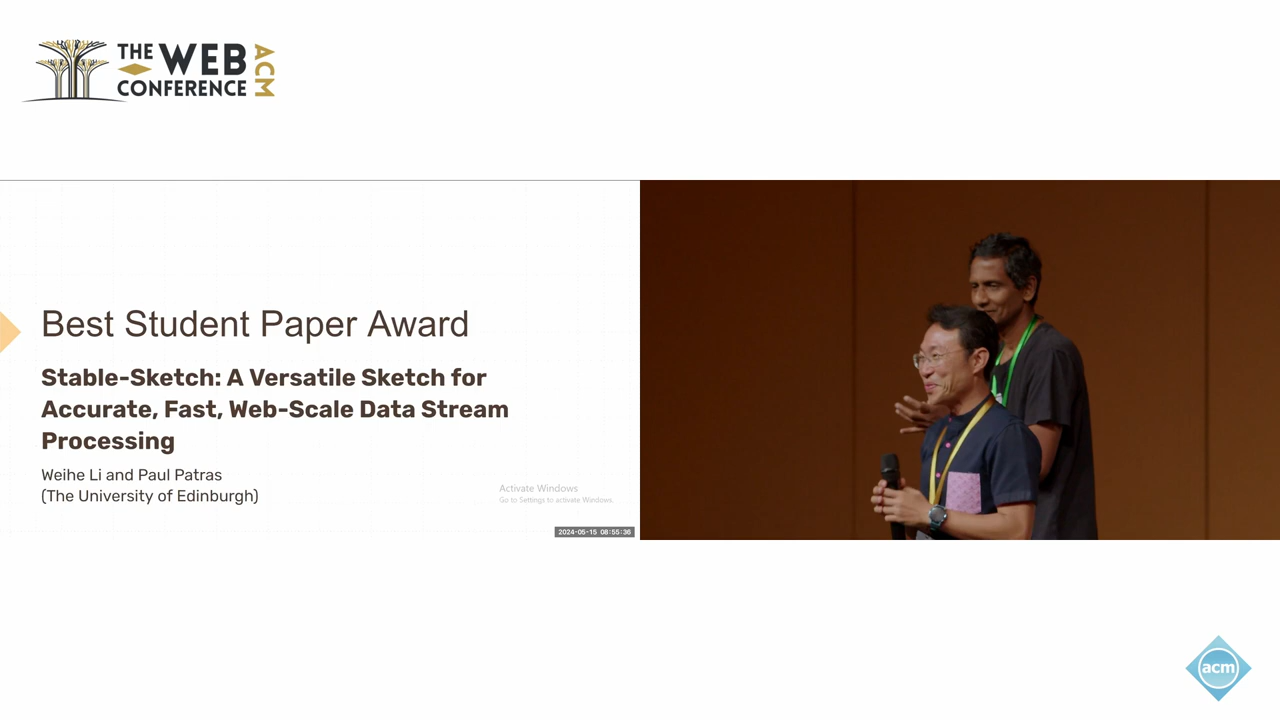 THE WEB
CONFERENCE
ACM
Best Student Paper Award
Stable-Sketch: A Versatile Sketch for
Accurate, Fast, Web-Scale Data Stream
Processing
Weihe Li and Paul Patras
(The University of Edinburgh)
Activate Windows
Go to Settings to activate Windows.
2024-05-15 08:55:36
acm